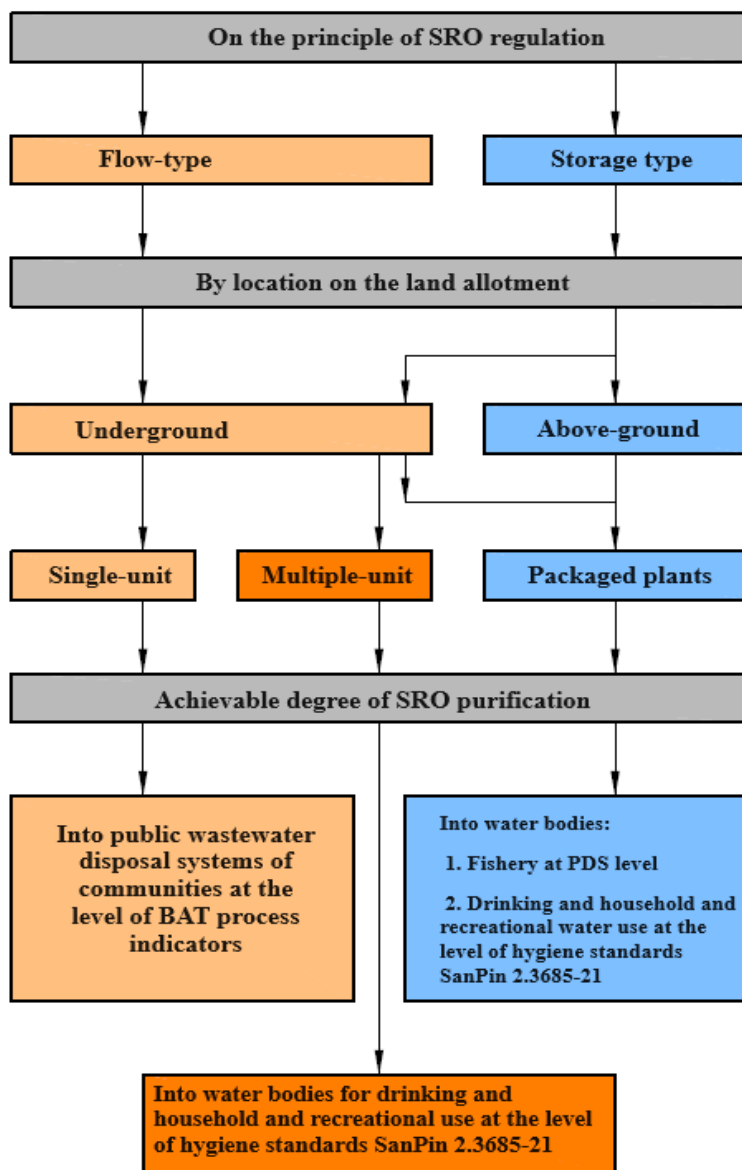 On the principle of SRO regulation
Flow-type
Storage type
By location on the land allotment
Underground
Above-ground
Single-unit
Multiple-unit
Packaged plants
Achievable degree of SRO purification
Into public wastewater
disposal systems of
communities at the
level of BAT process
indicators
Into water bodies:
1. Fishery at PDS level
2. Drinking and household and
recreational water use at the
level of hygiene standards
SanPin 2.3685-21
Into water bodies for drinking and
household and recreational use at the level
of hygiene standards SanPin 2.3685-21